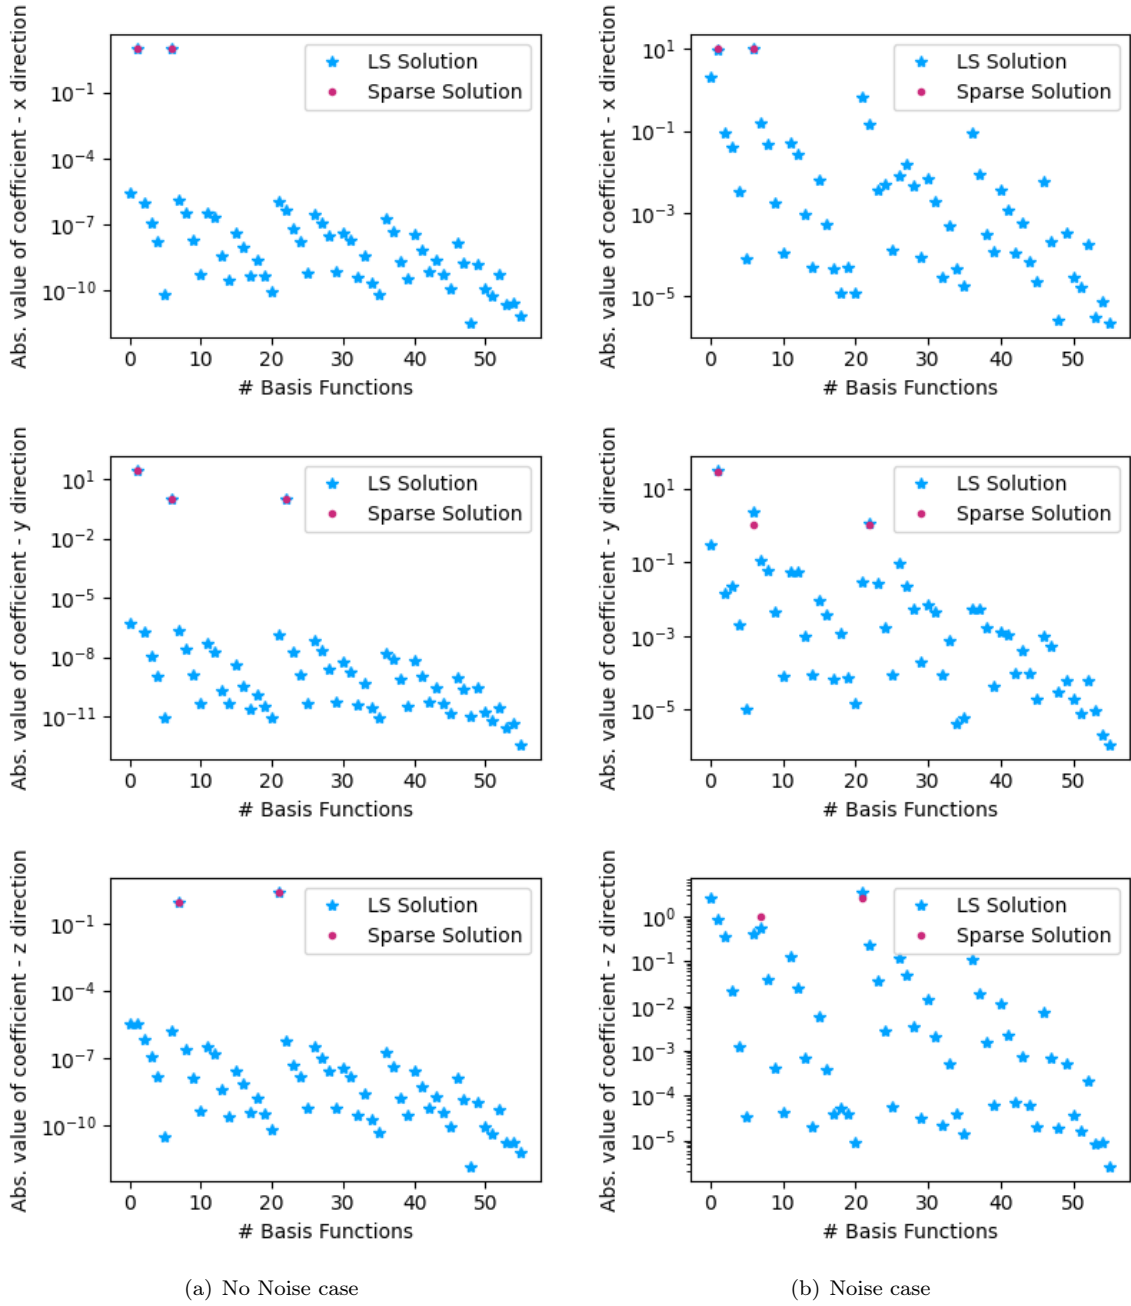 Abs. value of coefficient - x direction
10⁻¹
10⁻⁴
10⁻⁷
10⁻¹⁰
LS Solution
Sparse Solution
0 10 20 30 40 50
# Basis Functions
Abs. value of coefficient - x direction
10¹
10⁻¹
10⁻³
10⁻⁵
LS Solution
Sparse Solution
0 10 20 30 40 50
# Basis Functions
Abs. value of coefficient - y direction
10¹
10⁻²
10⁻⁵
10⁻⁸
10⁻¹¹
LS Solution
Sparse Solution
0 10 20 30 40 50
# Basis Functions
Abs. value of coefficient - y direction
10¹
10⁻¹
10⁻³
10⁻⁵
LS Solution
Sparse Solution
0 10 20 30 40 50
# Basis Functions
Abs. value of coefficient - z direction
10⁻¹
10⁻⁴
10⁻⁷
10⁻¹⁰
LS Solution
Sparse Solution
0 10 20 30 40 50
# Basis Functions
Abs. value of coefficient - z direction
10⁰
10⁻¹
10⁻²
10⁻³
10⁻⁴
10⁻⁵
LS Solution
Sparse Solution
0 10 20 30 40 50
# Basis Functions
(a) No Noise case
(b) Noise case